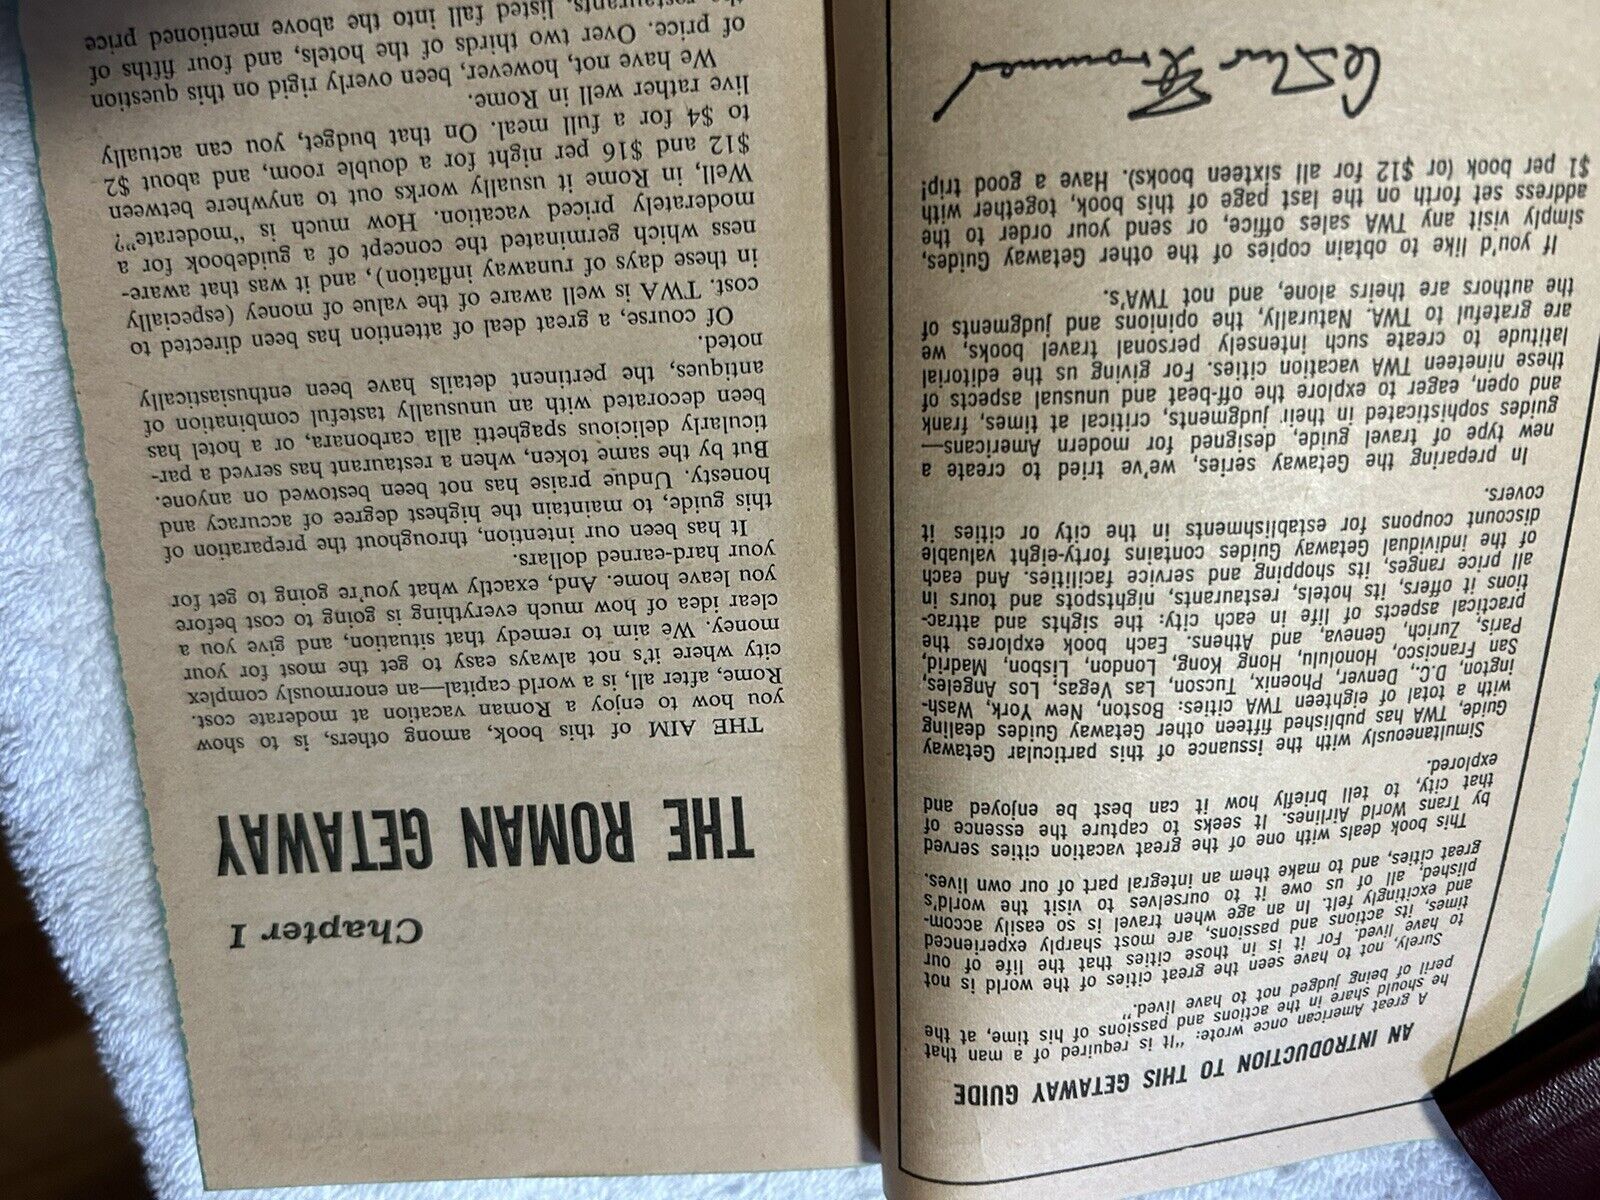 AN INTRODUCTION TO THIS GETAWAY GUIDE
A great American once wrote: "It is required of a man that
he should share in the actions and passions of his time, at the
peril of being judged not to have lived."
Surely, not to have seen the great cities of the world is not
to have lived. For it is in those cities that the life of our
times, its actions and passions, are most sharply experienced
and excitingly felt. In an age when travel is so easily accom-
plished, all of us owe it to ourselves to visit the world's
great cities, and to make them an integral part of our own lives.
This book deals with one of the great vacation cities served
by Trans World Airlines. It seeks to capture the essence of
that city, to tell briefly how it can best be enjoyed and
explored.
Simultaneously with the issuance of this particular Getaway
Guide, TWA has published fifteen other Getaway Guides dealing
with a total of eighteen TWA cities: Boston, New York, Wash-
ington, D.C., Denver, Phoenix, Tucson, Las Vegas, Los Angeles,
San Francisco, Honolulu, Hong Kong, London, Lisbon, Madrid,
Paris, Zurich, Geneva, and Athens. Each book explores the
practical aspects of life in each city: the sights and attrac-
tions it offers, its hotels, restaurants, nightspots and tours in
all price ranges, its shopping and service facilities. And each
of the individual Getaway Guides contains forty-eight valuable
discount coupons for establishments in the city or cities it
covers.
In preparing the Getaway series, we've tried to create a
new type of travel guide, designed for modern Americans—
guides sophisticated in their judgments, critical at times, frank
and open, eager to explore the off-beat and unusual aspects of
these nineteen TWA vacation cities. For giving us the editorial
latitude to create such intensely personal travel books, we
are grateful to TWA. Naturally, the opinions and judgments of
the authors are theirs alone, and not TWA's.
If you'd like to obtain copies of the other Getaway Guides,
simply visit any TWA sales office, or send your order to the
address set forth on the last page of this book, together with
$1 per book (or $12 for all sixteen books). Have a good trip!
Arthur Frommer
Chapter I
THE ROMAN GETAWAY
THE AIM of this book, among others, is to show
you how to enjoy a Roman vacation at moderate cost.
Rome, after all, is a world capital—an enormously complex
city where it's not always easy to get the most for your
money. We aim to remedy that situation, and give you a
clear idea of how much everything is going to cost before
you leave home. And, exactly what you're going to get for
your hard-earned dollars.
It has been our intention, throughout the preparation of
this guide, to maintain the highest degree of accuracy and
honesty. Undue praise has not been bestowed on anyone.
But by the same token, when a restaurant has served a par-
ticularly delicious spaghetti alla carbonara, or a hotel has
been decorated with an unusually tasteful combination of
antiques, the pertinent details have been enthusiastically
noted.
Of course, a great deal of attention has been directed to
cost. TWA is well aware of the value of money (especially
in these days of runaway inflation), and it was that aware-
ness which germinated the concept of a guidebook for a
moderately priced vacation. How much is "moderate"?
Well, in Rome it usually works out to anywhere between
$12 and $16 per night for a double room, and about $2
to $4 for a full meal. On that budget, you can actually
live rather well in Rome.
We have not, however, been overly rigid on this question
of price. Over two thirds of the hotels, and four fifths of
the restaurants, listed fall into the above mentioned price